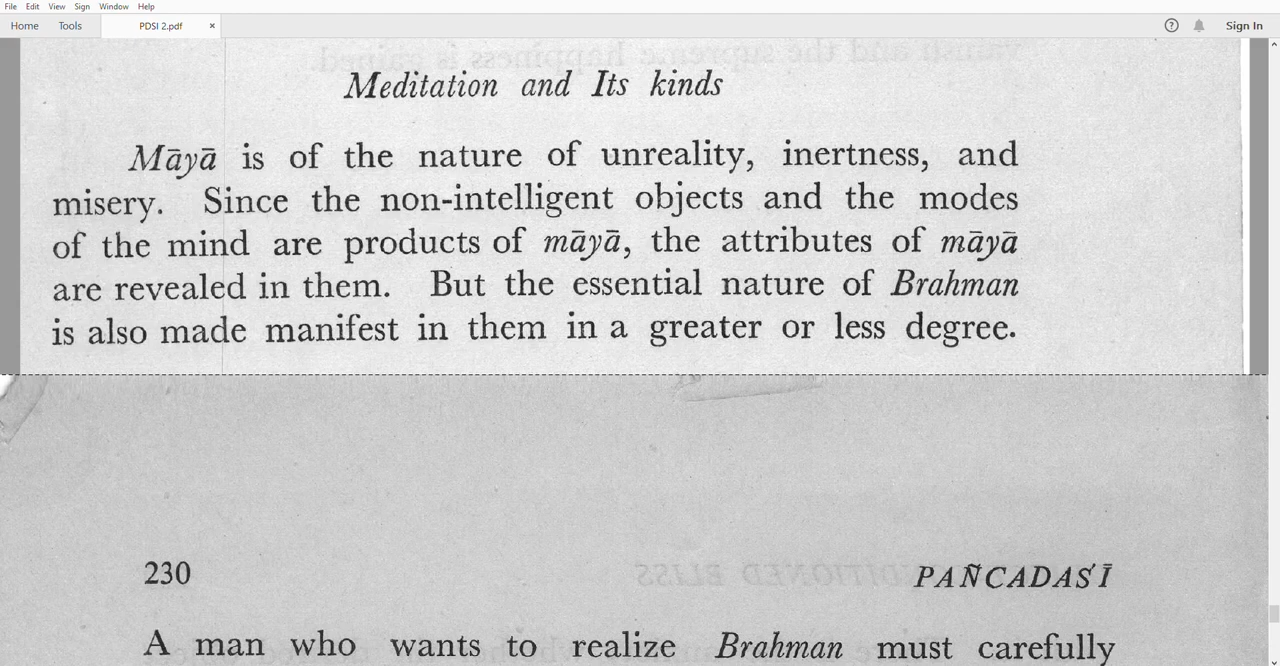 File Edit View Sign Window Help
Home Tools PDSI 2.pdf × Sign In
Meditation and Its kinds
Māyā is of the nature of unreality, inertness, and
misery. Since the non-intelligent objects and the modes
of the mind are products of māyā, the attributes of māyā
are revealed in them. But the essential nature of Brahman
is also made manifest in them in a greater or less degree.
230 PAÑCADAŚĪ
A man who wants to realize Brahman must carefully